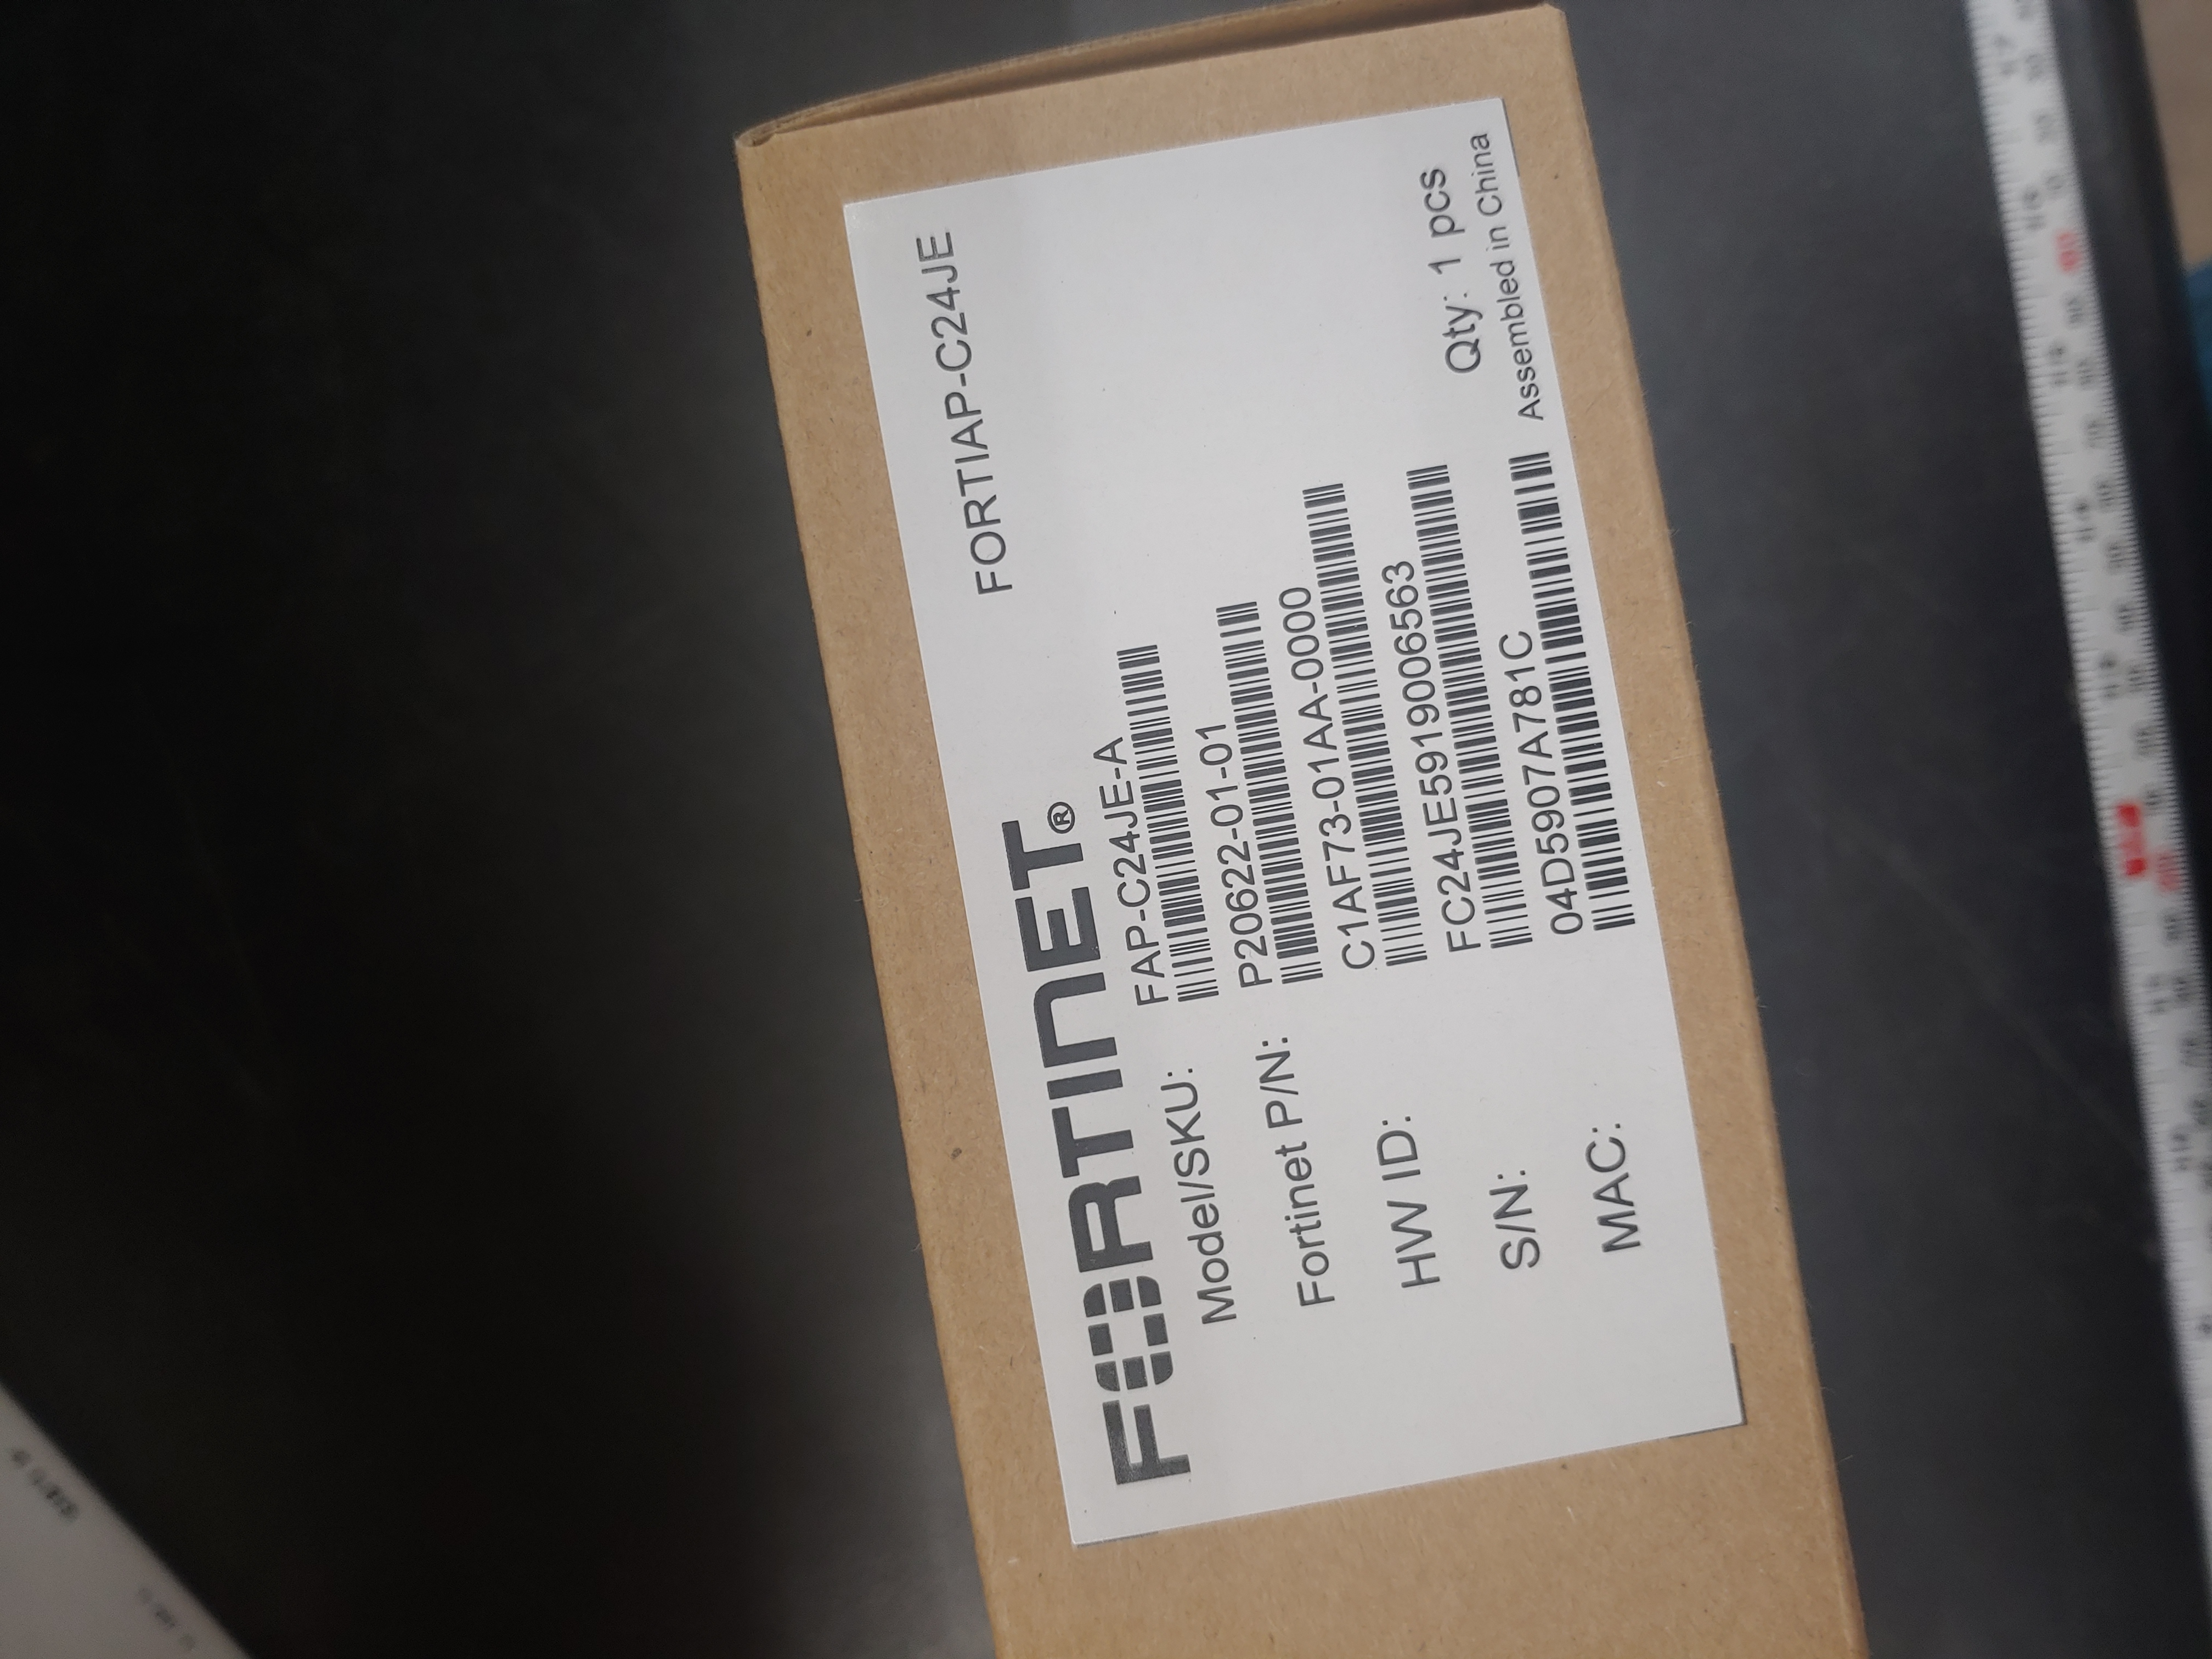 FORTINET® FORTIAP-C24JE
Model/SKU: FAP-C24JE-A
Fortinet P/N: P20622-01-01
HW ID: C1AF73-01AA-0000
S/N: FC24JE5919006563 Qty: 1 pcs
MAC: 04D5907A781C Assembled in China